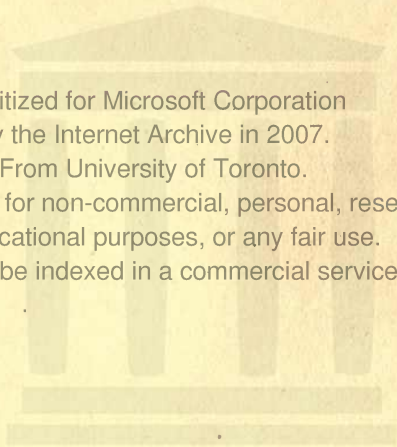 itized for Microsoft Corporation
y the Internet Archive in 2007.
From University of Toronto.
for non-commercial, personal, rese
cational purposes, or any fair use.
be indexed in a commercial service